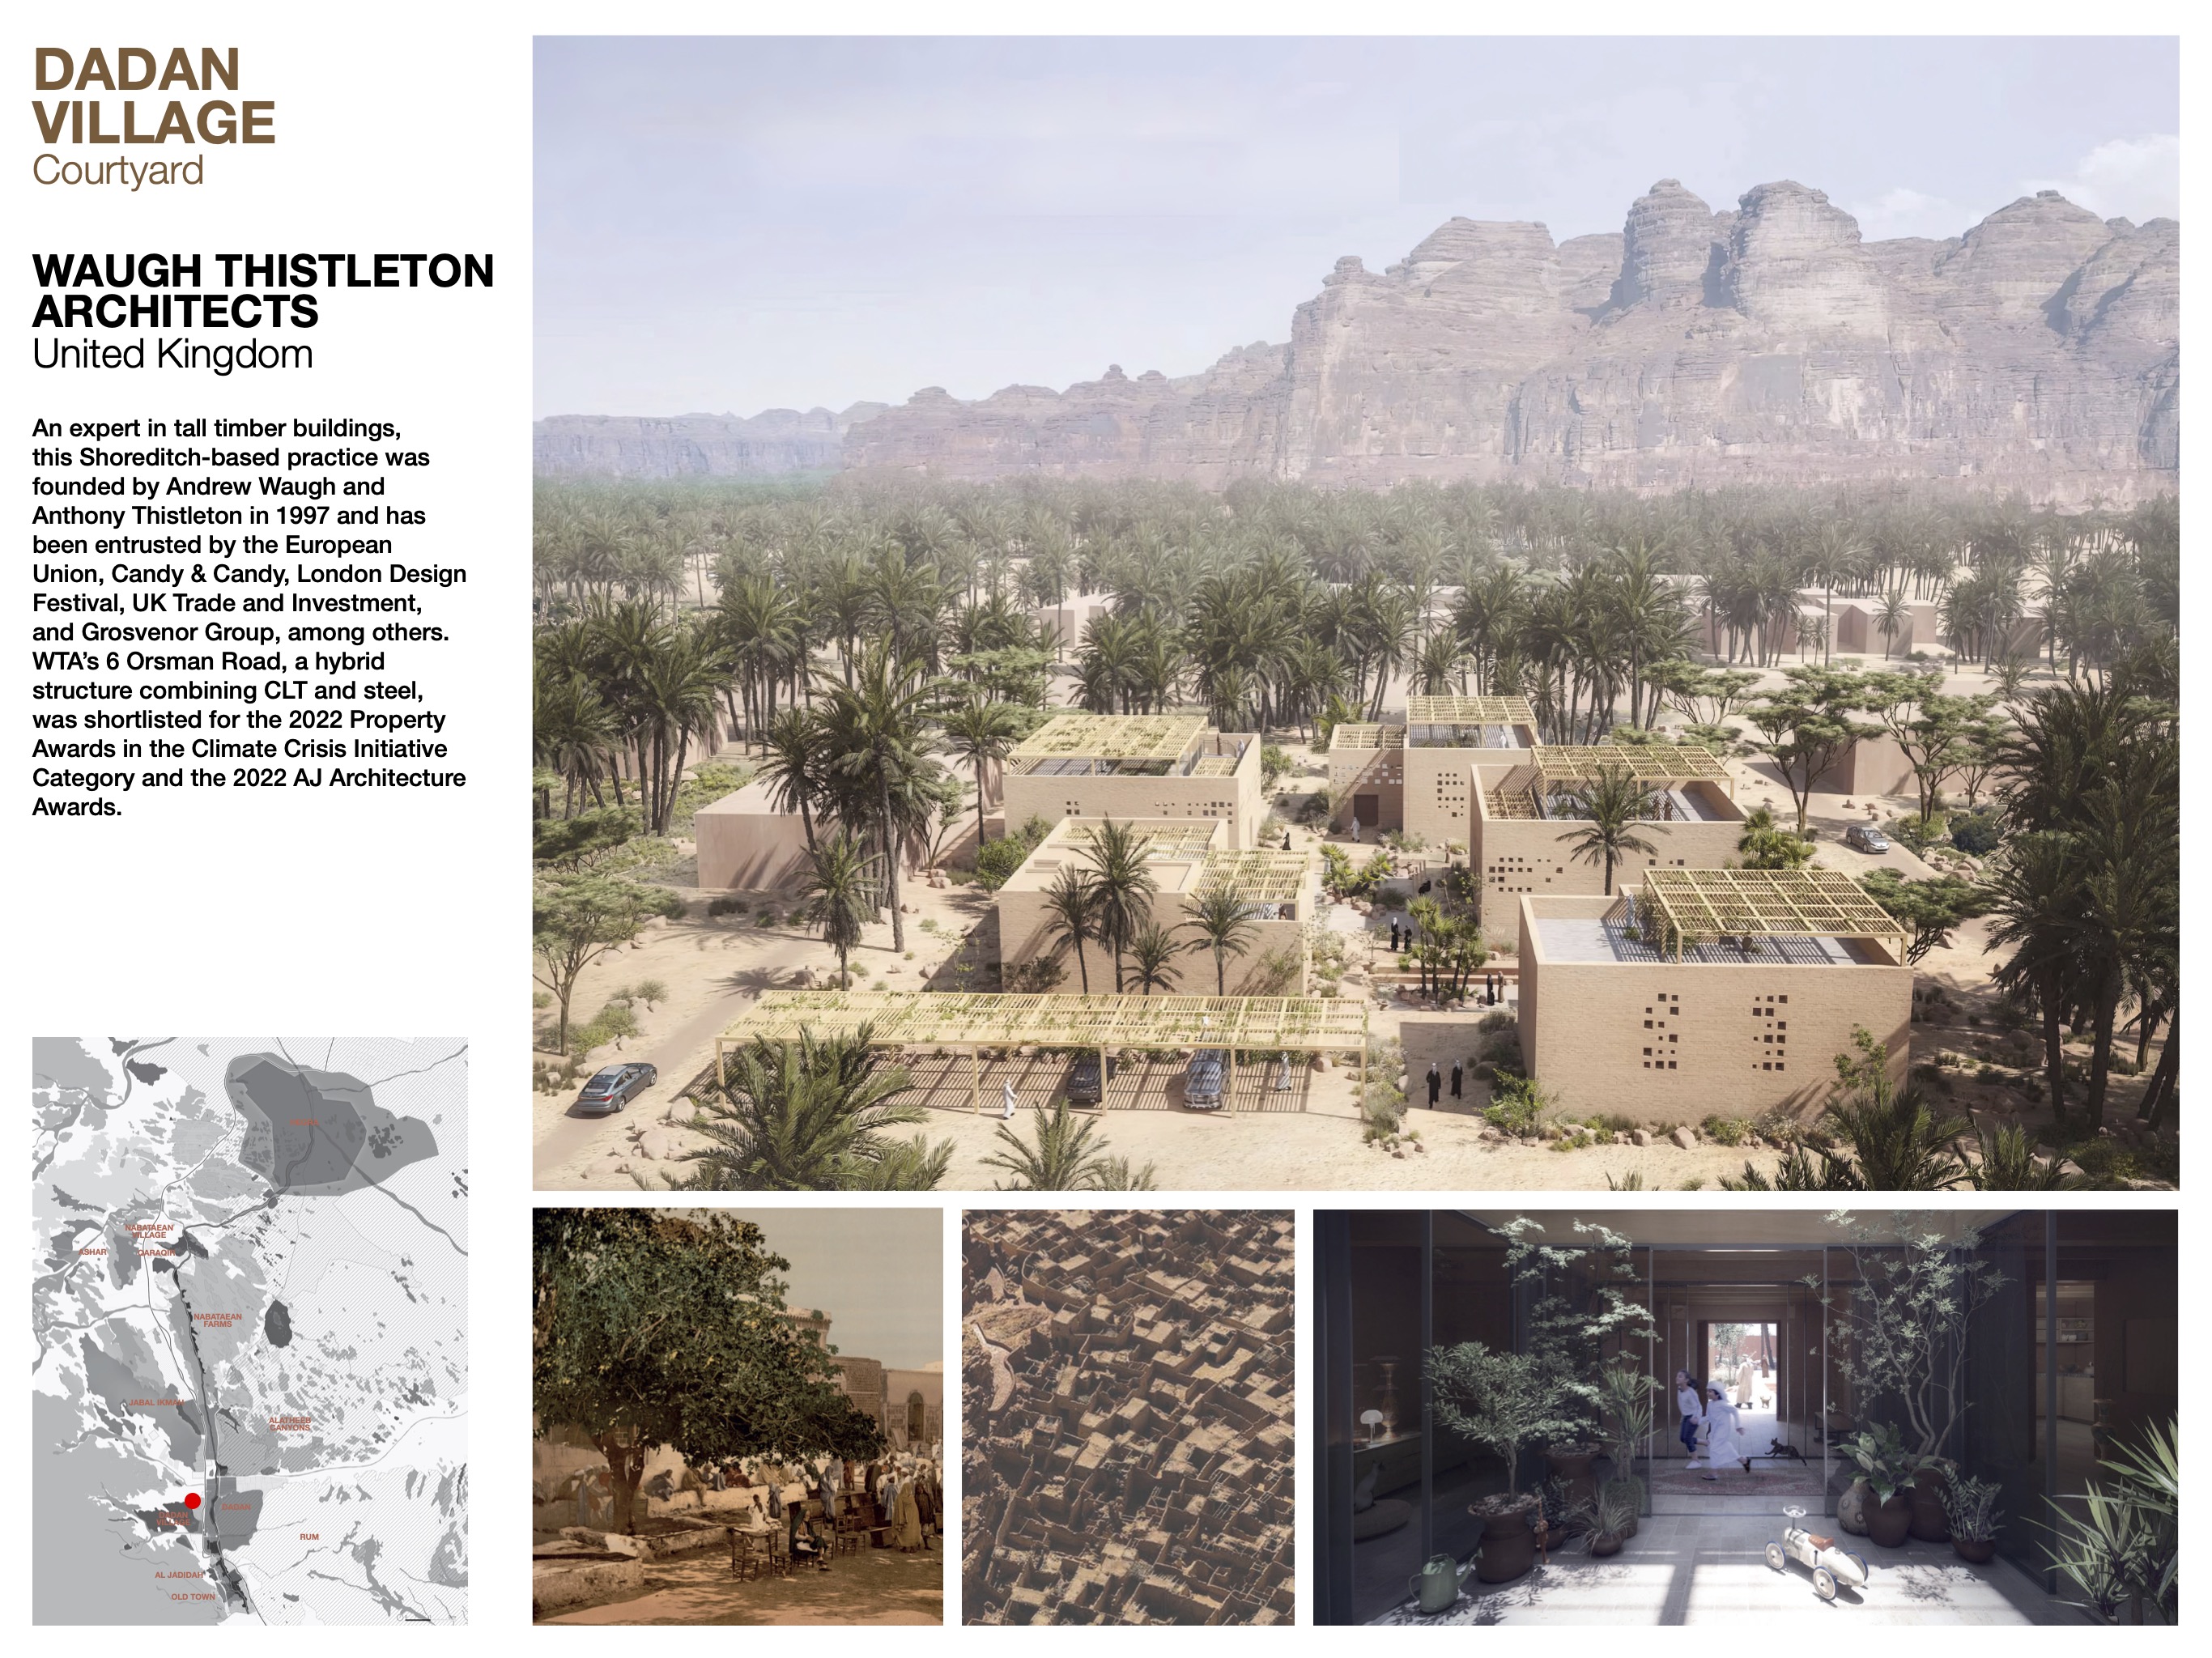 DADAN
VILLAGE
Courtyard
WAUGH THISTLETON
ARCHITECTS
United Kingdom
An expert in tall timber buildings,
this Shoreditch-based practice was
founded by Andrew Waugh and
Anthony Thistleton in 1997 and has
been entrusted by the European
Union, Candy & Candy, London Design
Festival, UK Trade and Investment,
and Grosvenor Group, among others.
WTA’s 6 Orsman Road, a hybrid
structure combining CLT and steel,
was shortlisted for the 2022 Property
Awards in the Climate Crisis Initiative
Category and the 2022 AJ Architecture
Awards.
NABATAEAN
VILLAGE
ASHAR
QARAQIR
NABATAEAN
FARMS
JABAL IKMAH
ALATHEEB
CANYONS
DADAN
DADAN
VILLAGE
RUM
AL JADIDAH
OLD TOWN